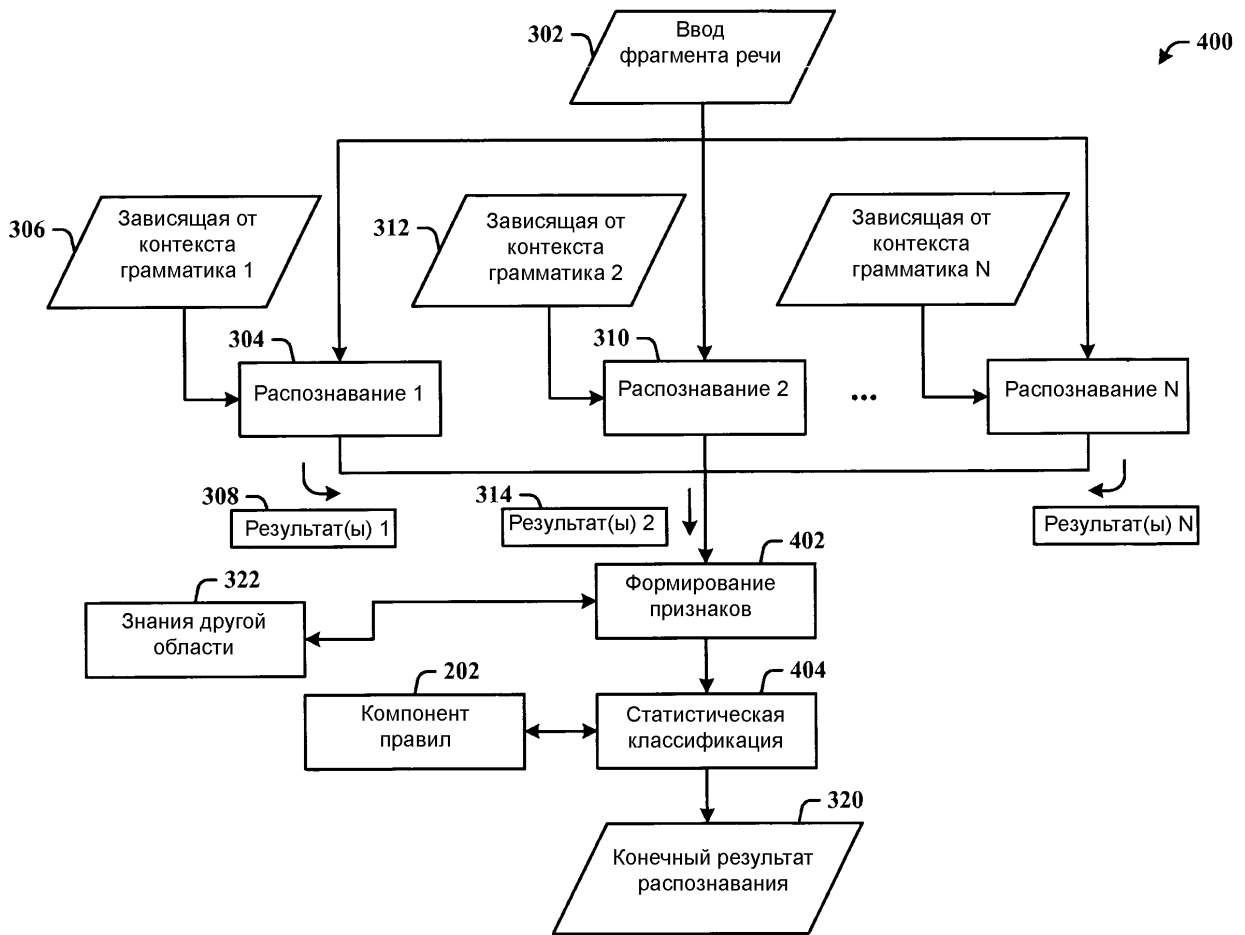 302
Ввод
фрагмента речи
400
306
Зависящая от
контекста
грамматика 1
312
Зависящая от
контекста
грамматика 2
Зависящая от
контекста
грамматика N
304
Распознавание 1
310
Распознавание 2
...
Распознавание N
308
Результат(ы) 1
314
Результат(ы) 2
Результат(ы) N
402
Формирование
признаков
322
Знания другой
области
202
Компонент
правил
404
Статистическая
классификация
320
Конечный результат
распознавания